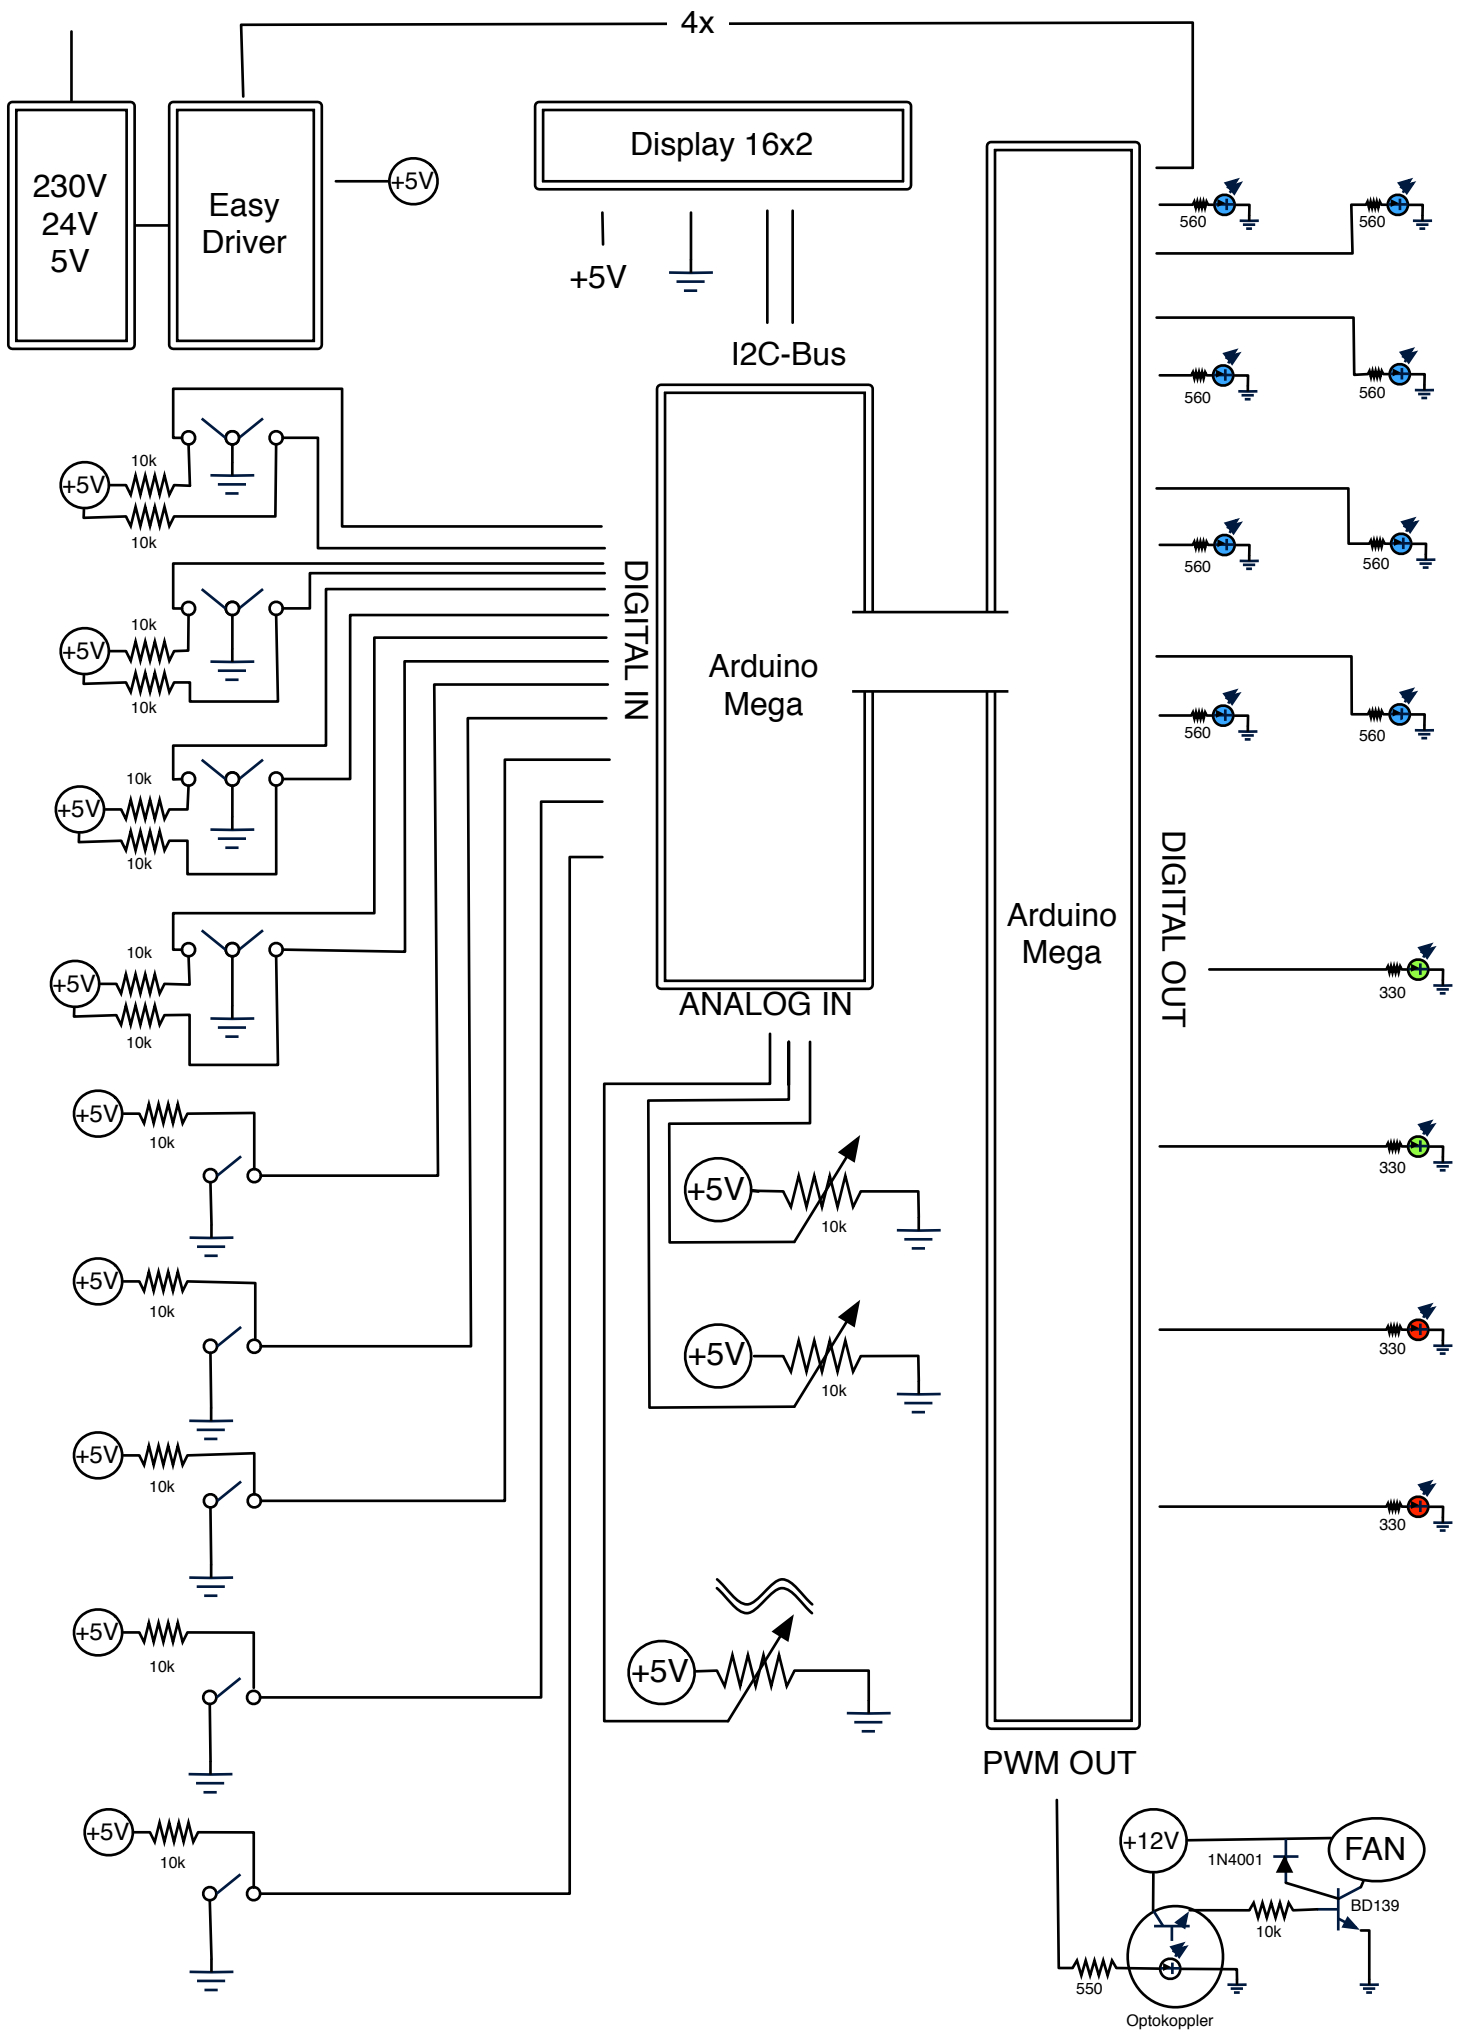 4x
230V
24V
5V
Easy
Driver
+5V
Display 16x2
+5V
I2C-Bus
560
560
560
560
560
560
560
560
10k
+5V
10k
10k
+5V
10k
10k
+5V
10k
10k
+5V
10k
DIGITAL IN
Arduino
Mega
ANALOG IN
Arduino
Mega
DIGITAL OUT
330
330
330
330
+5V
10k
+5V
10k
+5V
10k
+5V
10k
+5V
10k
+5V
10k
+5V
10k
+5V
PWM OUT
+12V
1N4001
FAN
BD139
10k
550
Optokoppler